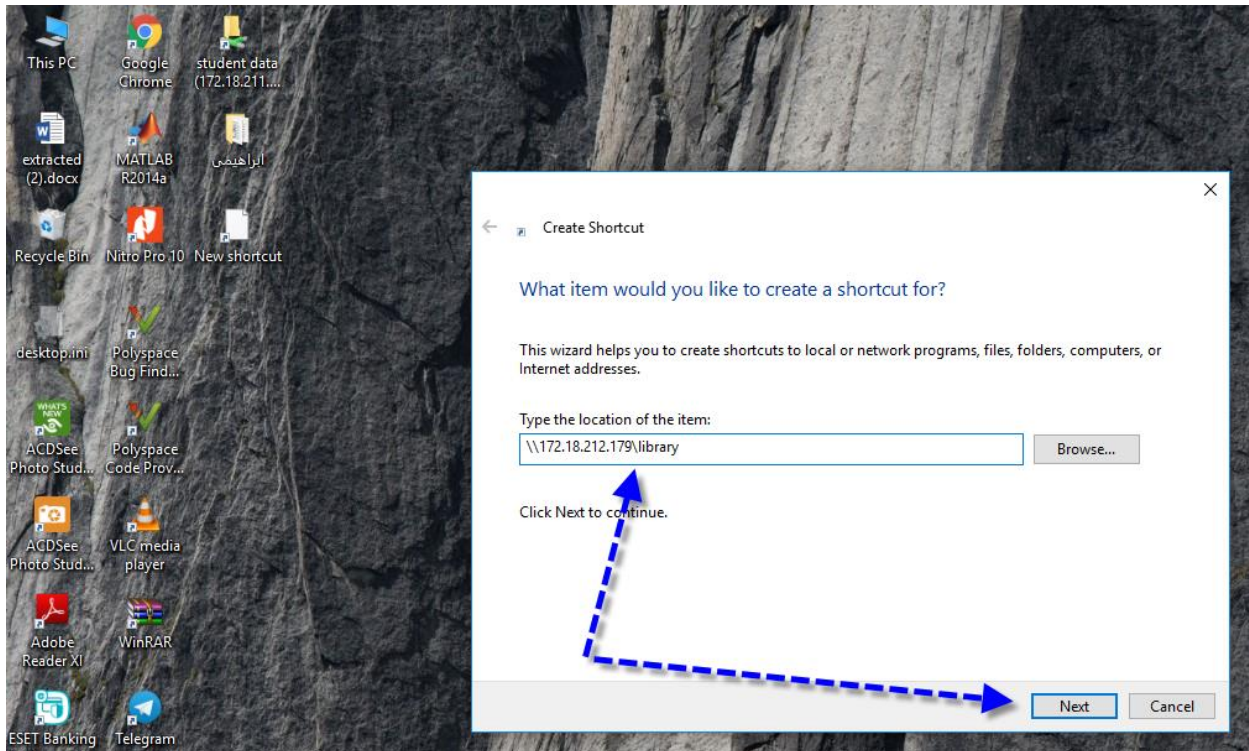 This PC
Google
Chrome
student data
(172.18.211....
extracted
(2).docx
MATLAB
R2014a
ابراهیمی
Recycle Bin
Nitro Pro 10
New shortcut
desktop.ini
Polyspace
Bug Find...
WHAT'S
NEW
ACDSee
Photo Stud...
Polyspace
Code Prov...
ACDSee
Photo Stud...
VLC media
player
Adobe
Reader XI
WinRAR
ESET Banking
Telegram
Create Shortcut
What item would you like to create a shortcut for?
This wizard helps you to create shortcuts to local or network programs, files, folders, computers, or
Internet addresses.
Type the location of the item:
\\172.18.212.179\library
Browse...
Click Next to continue.
Next
Cancel